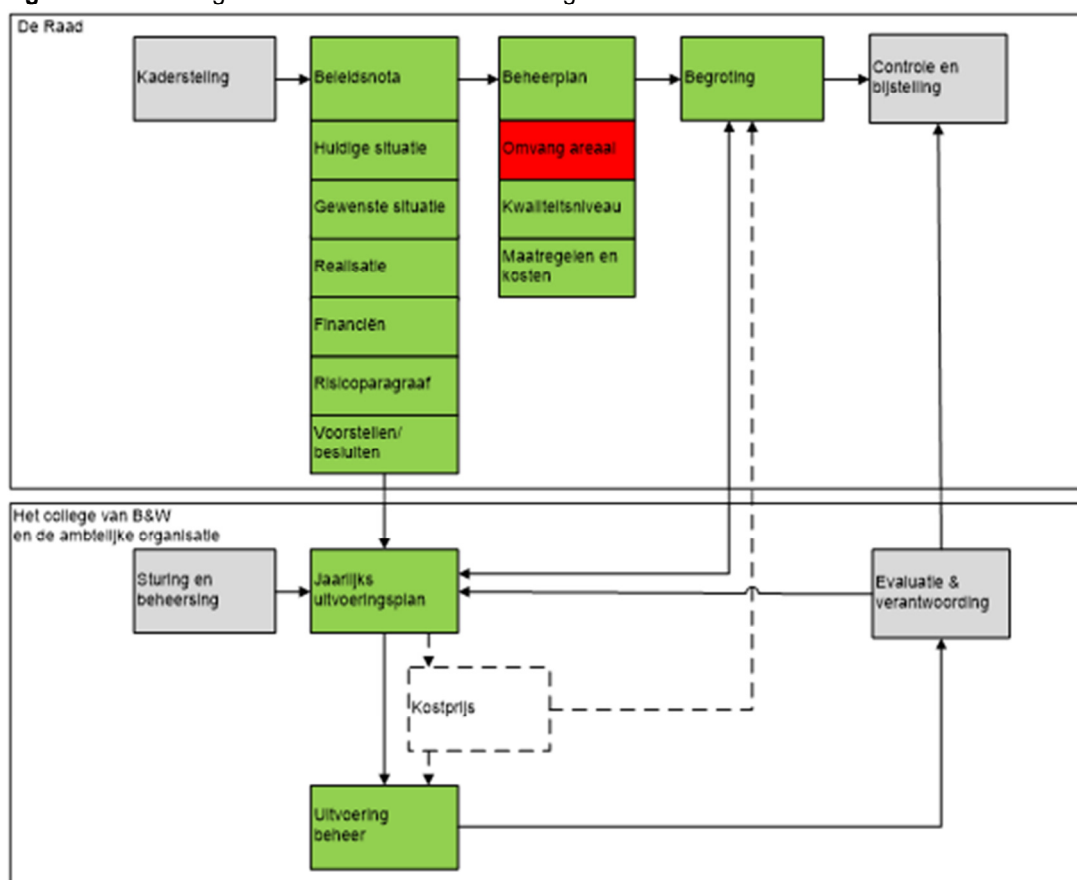 De Raad
Kaderstelling
Beleidsnota
Beheerplan
Begroting
Controle en
bijstelling
Huidige situatie
Omvang areaal
Gewenste situatie
Kwaliteitsniveau
Realisatie
Maatregelen en
kosten
Financiën
Risicoparagraaf
Voorstellen/
besluiten
Het college van B&W
en de ambtelijke organisatie
Sturing en
beheersing
Jaarlijks
uitvoeringsplan
Evaluatie &
verantwoording
Kostprijs
Uitvoering
beheer